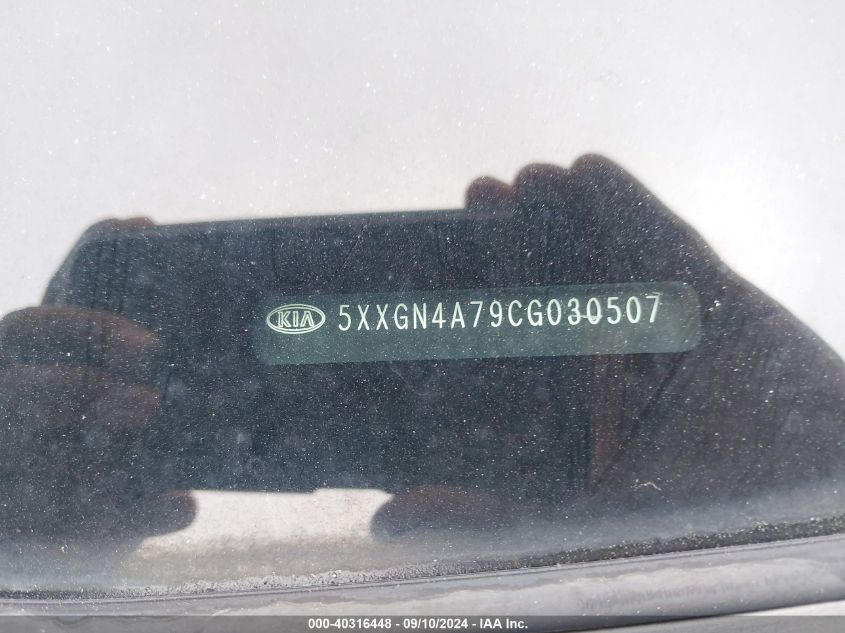 KIA 5XXGN4A79CG030507
000-40316448 - 09/10/2024 - IAA Inc.